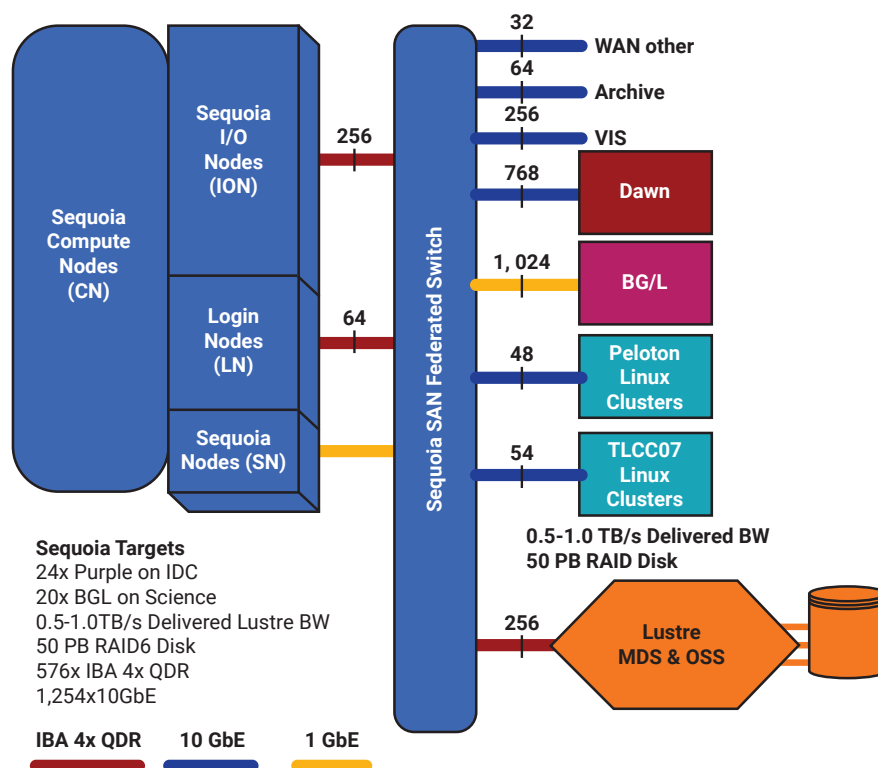 Sequoia
Compute
Nodes
(CN)
Sequoia
I/O
Nodes
(ION)
Login
Nodes
(LN)
Sequoia
Nodes (SN)
256
64
Sequoia SAN Federated Switch
32
WAN other
64
Archive
256
VIS
768
Dawn
1, 024
BG/L
48
Peloton
Linux
Clusters
54
TLCC07
Linux
Clusters
0.5-1.0 TB/s Delivered BW
50 PB RAID Disk
256
Lustre
MDS & OSS
Sequoia Targets
24x Purple on IDC
20x BGL on Science
0.5-1.0TB/s Delivered Lustre BW
50 PB RAID6 Disk
576x IBA 4x QDR
1,254x10GbE
IBA 4x QDR
10 GbE
1 GbE